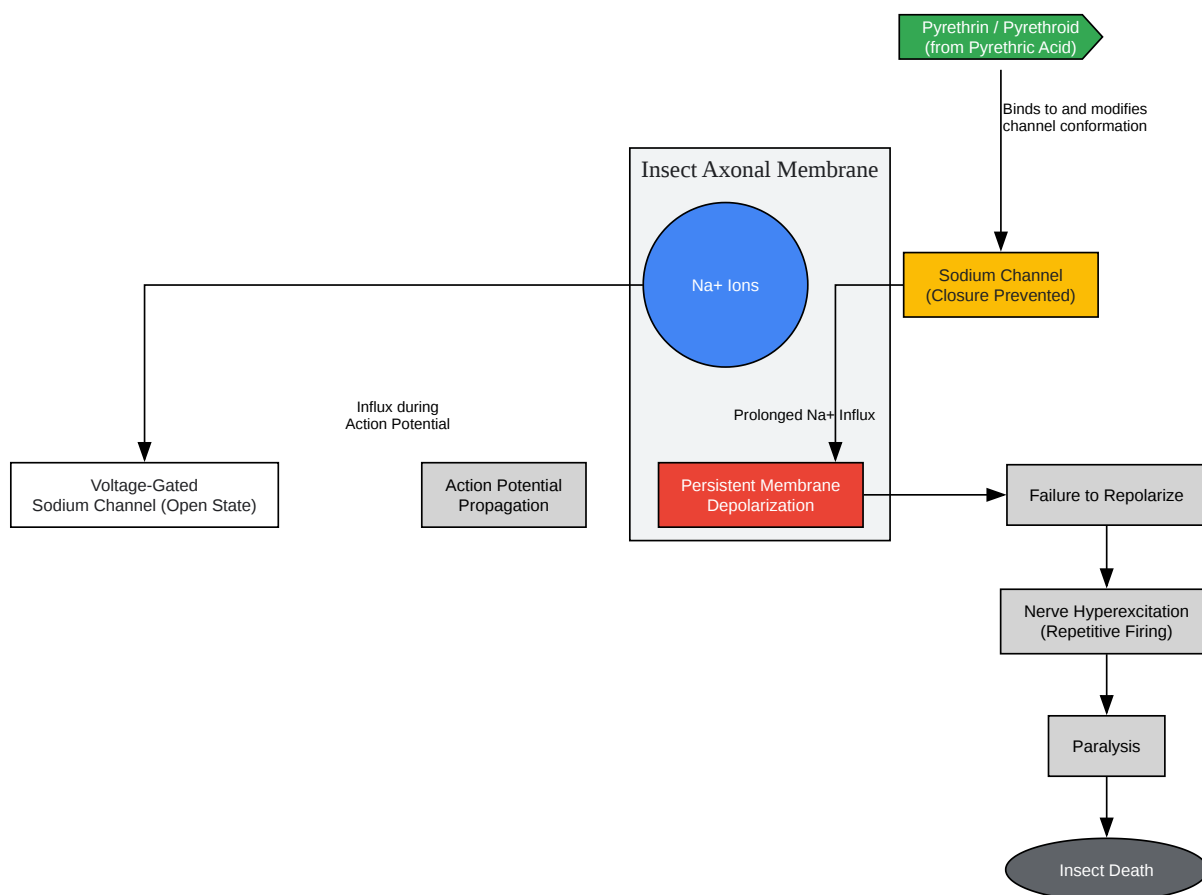 Pyrethrin / Pyrethroid
(from Pyrethric Acid)
Binds to and modifies
channel conformation
Insect Axonal Membrane
Na+ Ions
Sodium Channel
(Closure Prevented)
Influx during
Action Potential
Prolonged Na+ Influx
Voltage-Gated
Sodium Channel (Open State)
Action Potential
Propagation
Persistent Membrane
Depolarization
Failure to Repolarize
Nerve Hyperexcitation
(Repetitive Firing)
Paralysis
Insect Death